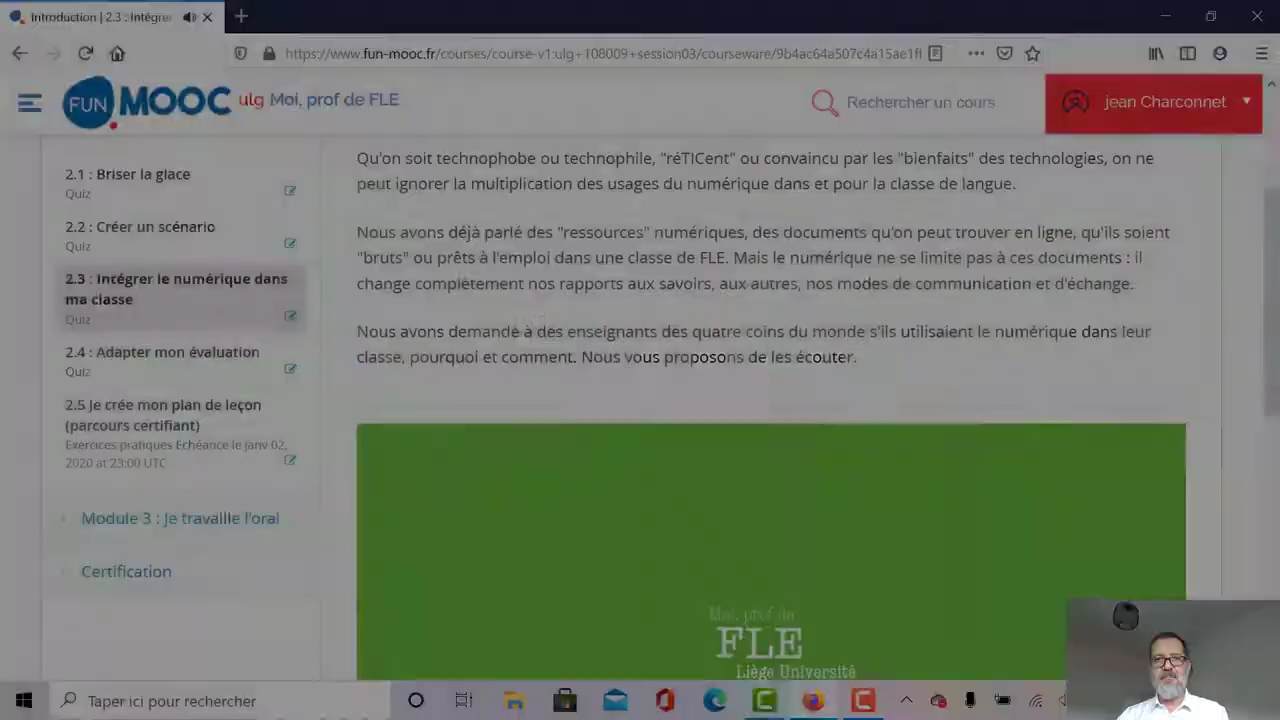 Introduction | 2.3 : Intégrer
https://www.fun-mooc.fr/courses/course-v1:ulg+108009+session03/courseware/9b4ac64a507c4a15ae1fl
FUN MOOC
ulg Moi, prof de FLE
Rechercher un cours
jean Charconnet
2.1 : Briser la glace
Quiz
2.2 : Créer un scénario
Quiz
2.3 : Intégrer le numérique dans
ma classe
Quiz
2.4 : Adapter mon évaluation
Quiz
2.5 Je crée mon plan de leçon
(parcours certifiant)
Exercices pratiques Echéance le janv 02,
2020 at 23:00 UTC
Module 3 : Je travaille l'oral
Certification
Qu'on soit technophobe ou technophile, "réTICent" ou convaincu par les "bienfaits" des technologies, on ne
peut ignorer la multiplication des usages du numérique dans et pour la classe de langue.
Nous avons déjà parlé des "ressources" numériques, des documents qu'on peut trouver en ligne, qu'ils soient
"bruts" ou prêts à l'emploi dans une classe de FLE. Mais le numérique ne se limite pas à ces documents : il
change complètement nos rapports aux savoirs, aux autres, nos modes de communication et d'échange.
Nous avons demandé à des enseignants des quatre coins du monde s'ils utilisaient le numérique dans leur
classe, pourquoi et comment. Nous vous proposons de les écouter.
Moi, prof de
FLE
Liège Université
Taper ici pour rechercher